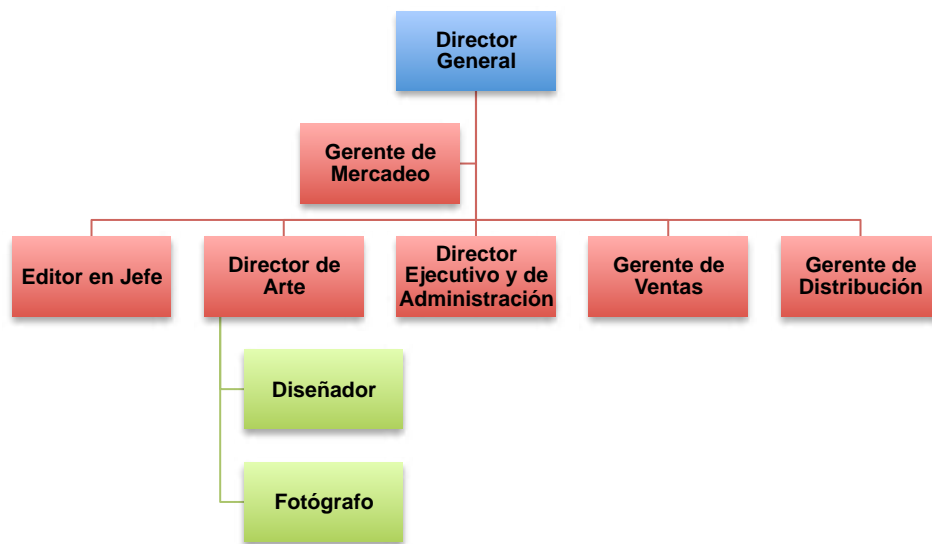 Director
General
Gerente de
Mercadeo
Editor en Jefe
Director de
Arte
Director
Ejecutivo y de
Administración
Gerente de
Ventas
Gerente de
Distribución
Diseñador
Fotógrafo